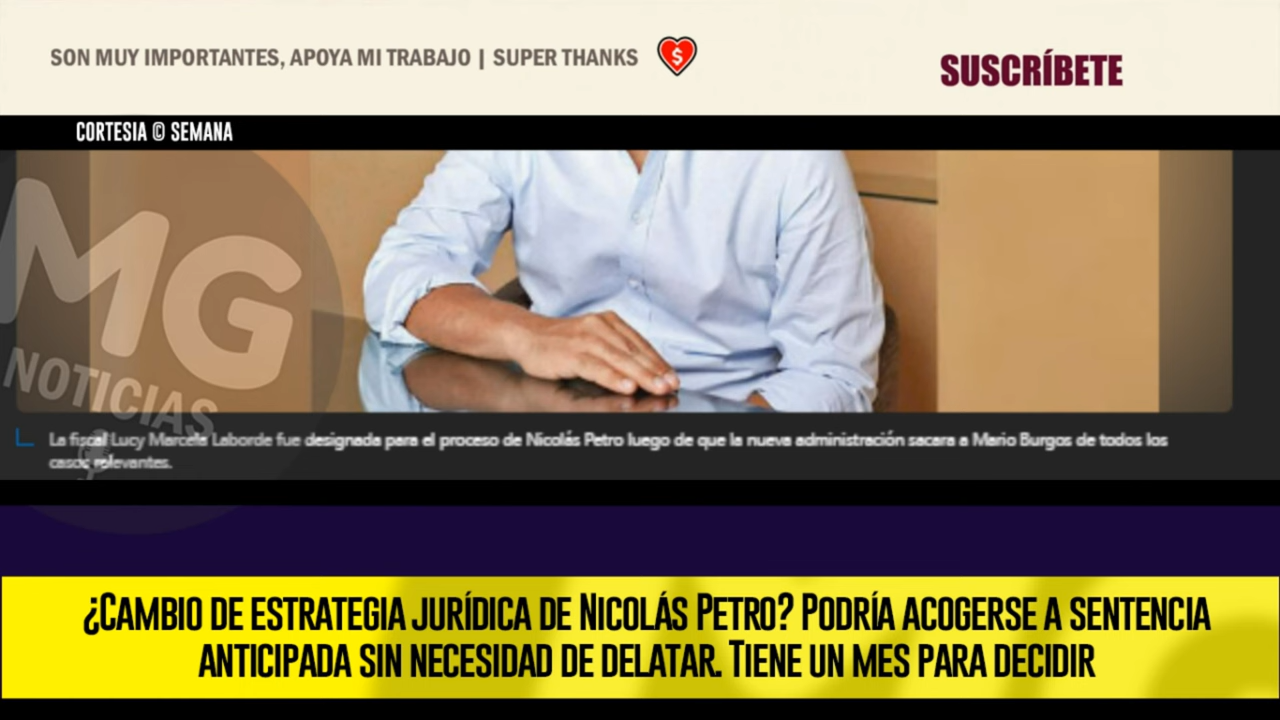 SON MUY IMPORTANTES, APOYA MI TRABAJO | SUPER THANKS $
SUSCRÍBETE
CORTESIA © SEMANA
MG
NOTICIAS
La fiscal Lucy Marcela Laborde fue designada para el proceso de Nicolás Petro luego de que la nueva administración sacara a Mario Burgos de todos los
casos relevantes.
¿CAMBIO DE ESTRATEGIA JURÍDICA DE NICOLÁS PETRO? PODRÍA ACOGERSE A SENTENCIA
ANTICIPADA SIN NECESIDAD DE DELATAR. TIENE UN MES PARA DECIDIR